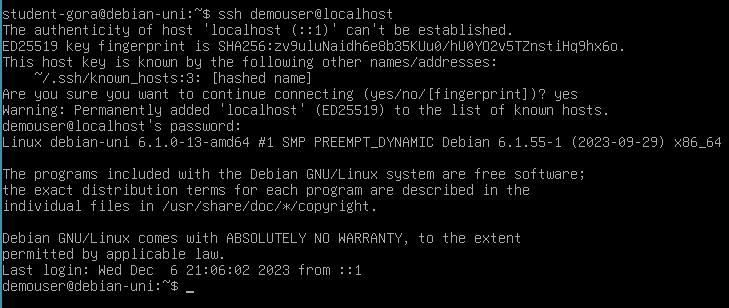 student-gora@debian-uni:~$ ssh demouser@localhost
The authenticity of host 'localhost (::1)' can't be established.
ED25519 key fingerprint is SHA256:zv9uluNaidh6e8b35KUu0/hU0YO2v5TZnstiHq9hx6o.
This host key is known by the following other names/addresses:
    ~/.ssh/known_hosts:3: [hashed name]
Are you sure you want to continue connecting (yes/no/[fingerprint])? yes
Warning: Permanently added 'localhost' (ED25519) to the list of known hosts.
demouser@localhost's password:
Linux debian-uni 6.1.0-13-amd64 #1 SMP PREEMPT_DYNAMIC Debian 6.1.55-1 (2023-09-29) x86_64

The programs included with the Debian GNU/Linux system are free software;
the exact distribution terms for each program are described in the
individual files in /usr/share/doc/*/copyright.

Debian GNU/Linux comes with ABSOLUTELY NO WARRANTY, to the extent
permitted by applicable law.
Last login: Wed Dec  6 21:06:02 2023 from ::1
demouser@debian-uni:~$ _